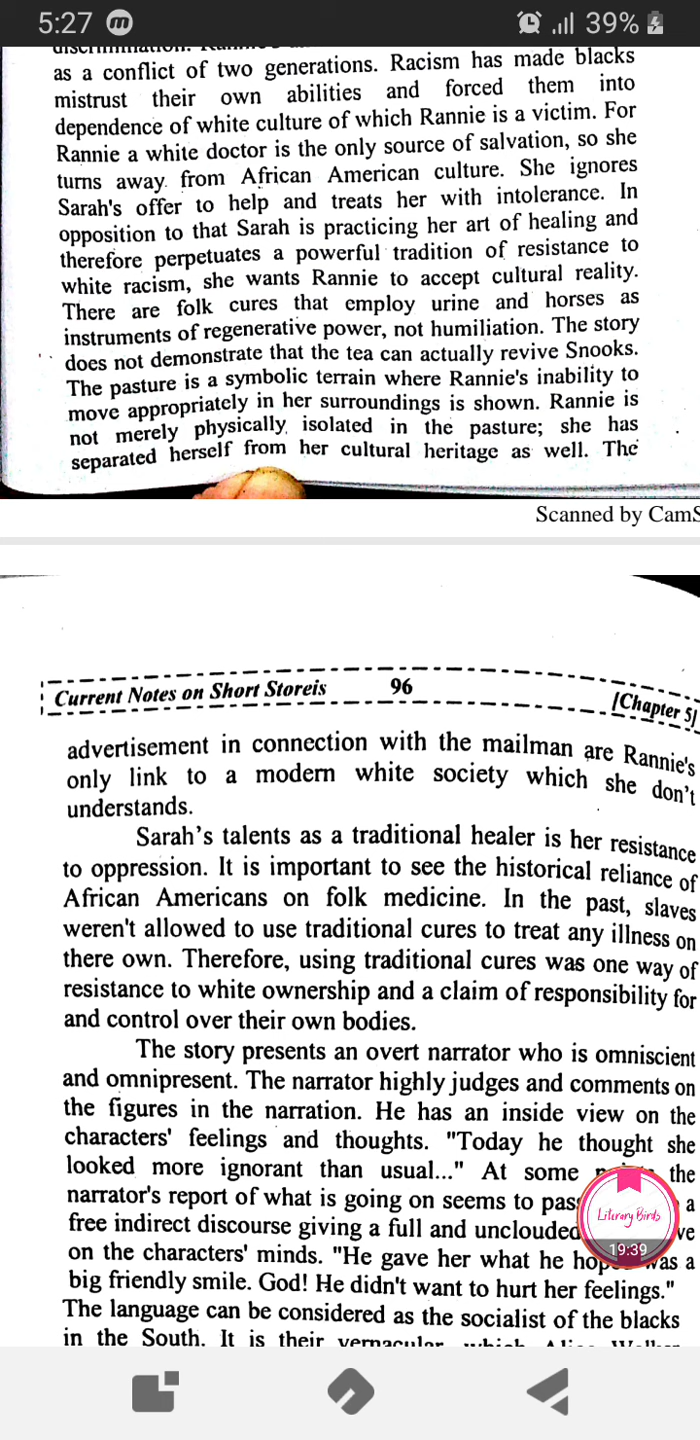 5:27 m 39%
as a conflict of two generations. Racism has made blacks
mistrust their own abilities and forced them into
dependence of white culture of which Rannie is a victim. For
Rannie a white doctor is the only source of salvation, so she
turns away from African American culture. She ignores
Sarah's offer to help and treats her with intolerance. In
opposition to that Sarah is practicing her art of healing and
therefore perpetuates a powerful tradition of resistance to
white racism, she wants Rannie to accept cultural reality.
There are folk cures that employ urine and horses as
instruments of regenerative power, not humiliation. The story
does not demonstrate that the tea can actually revive Snooks.
The pasture is a symbolic terrain where Rannie's inability to
move appropriately in her surroundings is shown. Rannie is
not merely physically isolated in the pasture; she has
separated herself from her cultural heritage as well. The
Scanned by CamS
Current Notes on Short Storeis 96 [Chapter 5]
advertisement in connection with the mailman are Rannie's
only link to a modern white society which she don't
understands.
Sarah's talents as a traditional healer is her resistance
to oppression. It is important to see the historical reliance of
African Americans on folk medicine. In the past, slaves
weren't allowed to use traditional cures to treat any illness on
there own. Therefore, using traditional cures was one way of
resistance to white ownership and a claim of responsibility for
and control over their own bodies.
The story presents an overt narrator who is omniscient
and omnipresent. The narrator highly judges and comments on
the figures in the narration. He has an inside view on the
characters' feelings and thoughts. "Today he thought she
looked more ignorant than usual..." At some the
narrator's report of what is going on seems to pas a
free indirect discourse giving a full and unclouded ve
on the characters' minds. "He gave her what he hop was a
big friendly smile. God! He didn't want to hurt her feelings."
The language can be considered as the socialist of the blacks
in the South. It is their vernacular which
Literary Birds
19:39